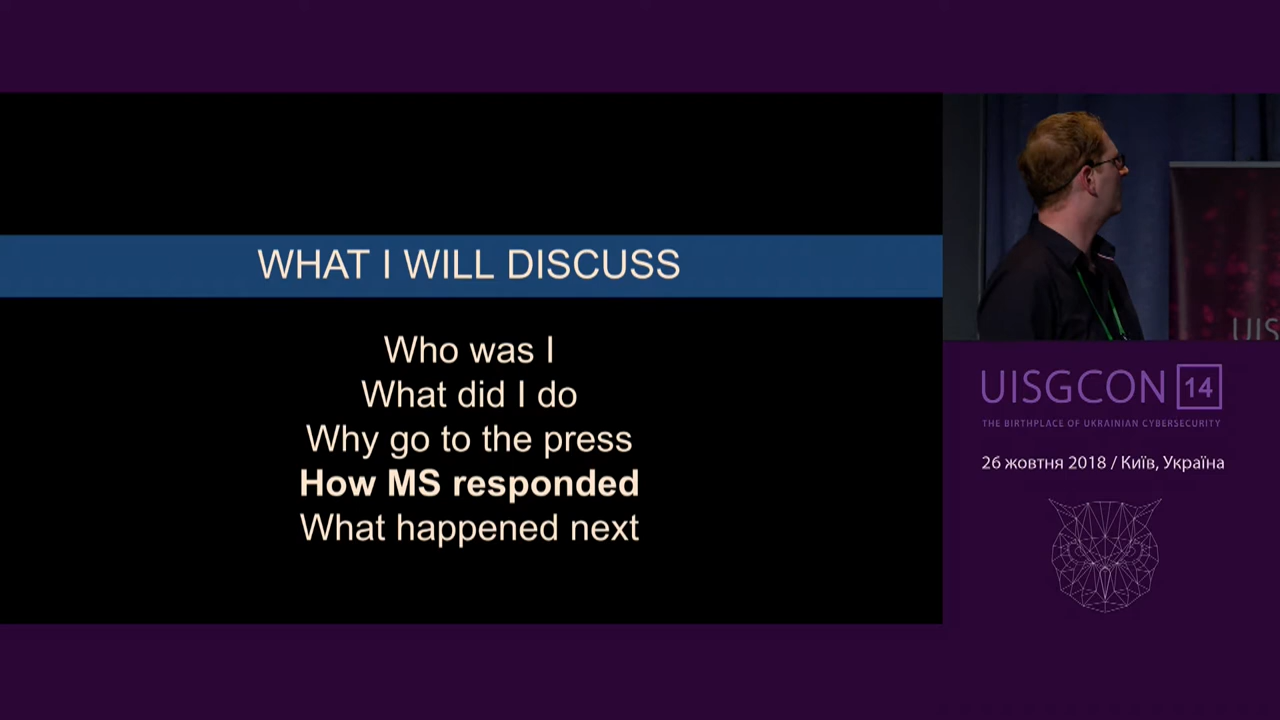 WHAT I WILL DISCUSS
Who was I
What did I do
Why go to the press
How MS responded
What happened next
UIS
UISGCON 14
THE BIRTHPLACE OF UKRAINIAN CYBERSECURITY
26 жовтня 2018 / Київ, Україна